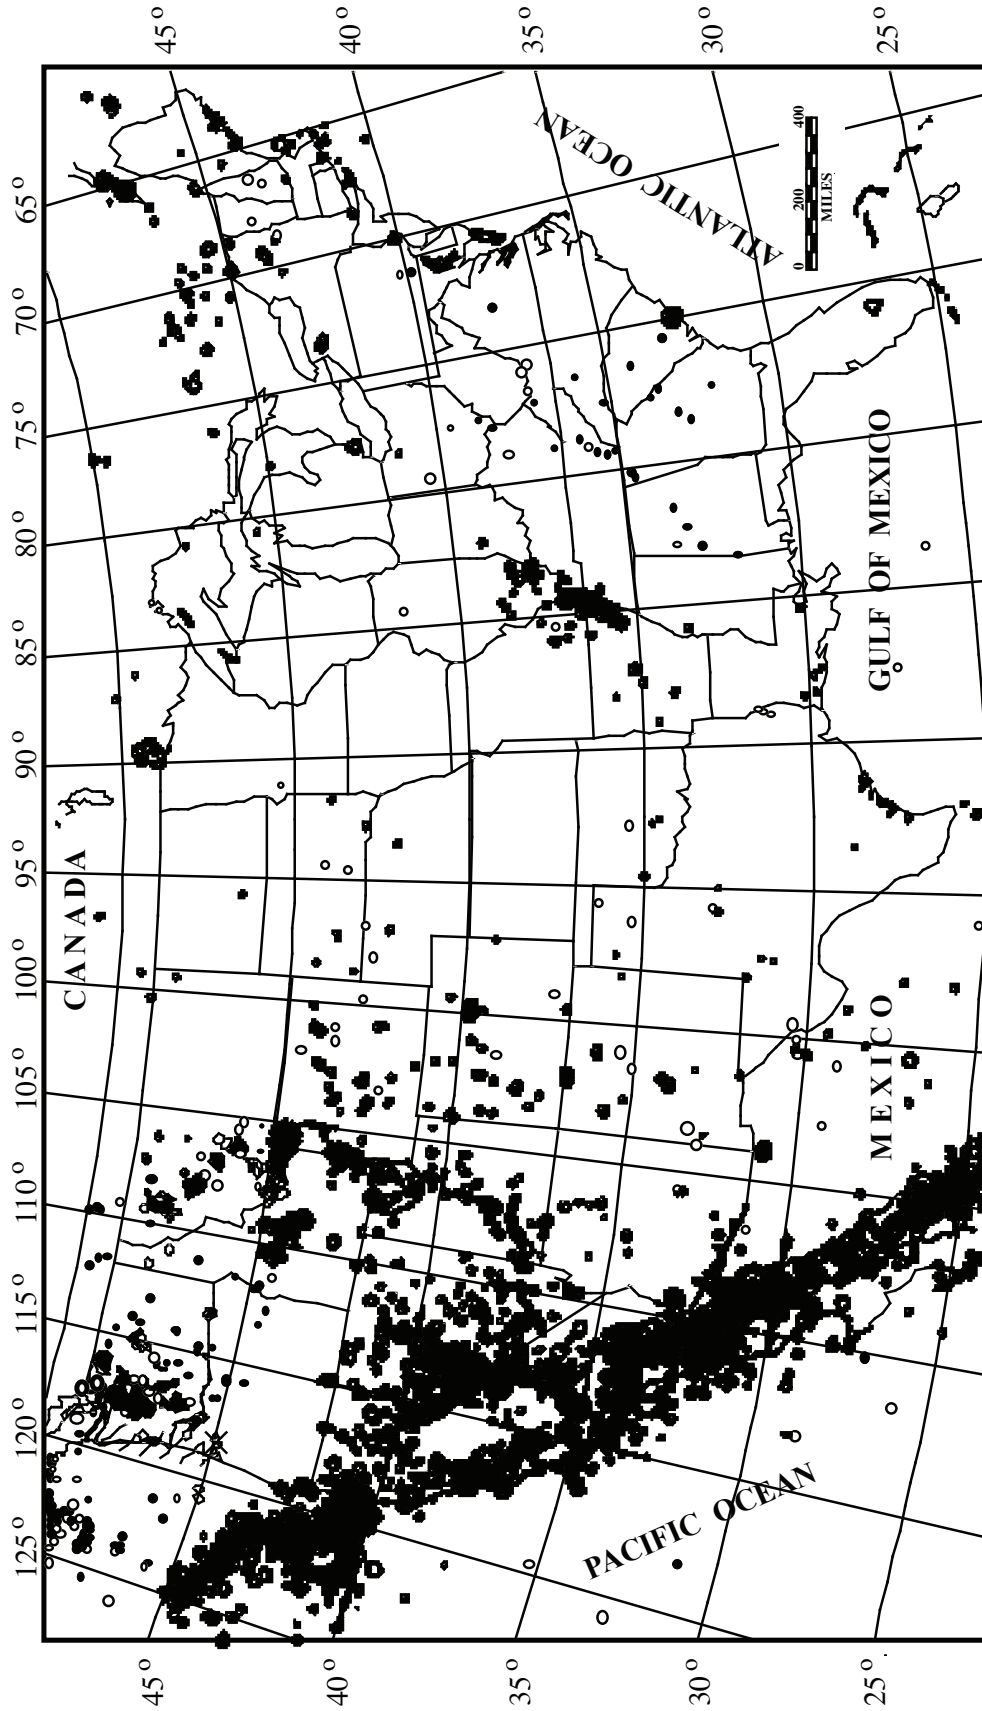 125° 120° 115° 110° 105° 100° 95° 90° 85° 80° 75° 70° 65°
CANADA
45°
45°
40°
40°
35°
35°
30°
30°
25°
25°
PACIFIC OCEAN
ATLANTIC OCEAN
MEXICO
GULF OF MEXICO
0 200 400
MILES